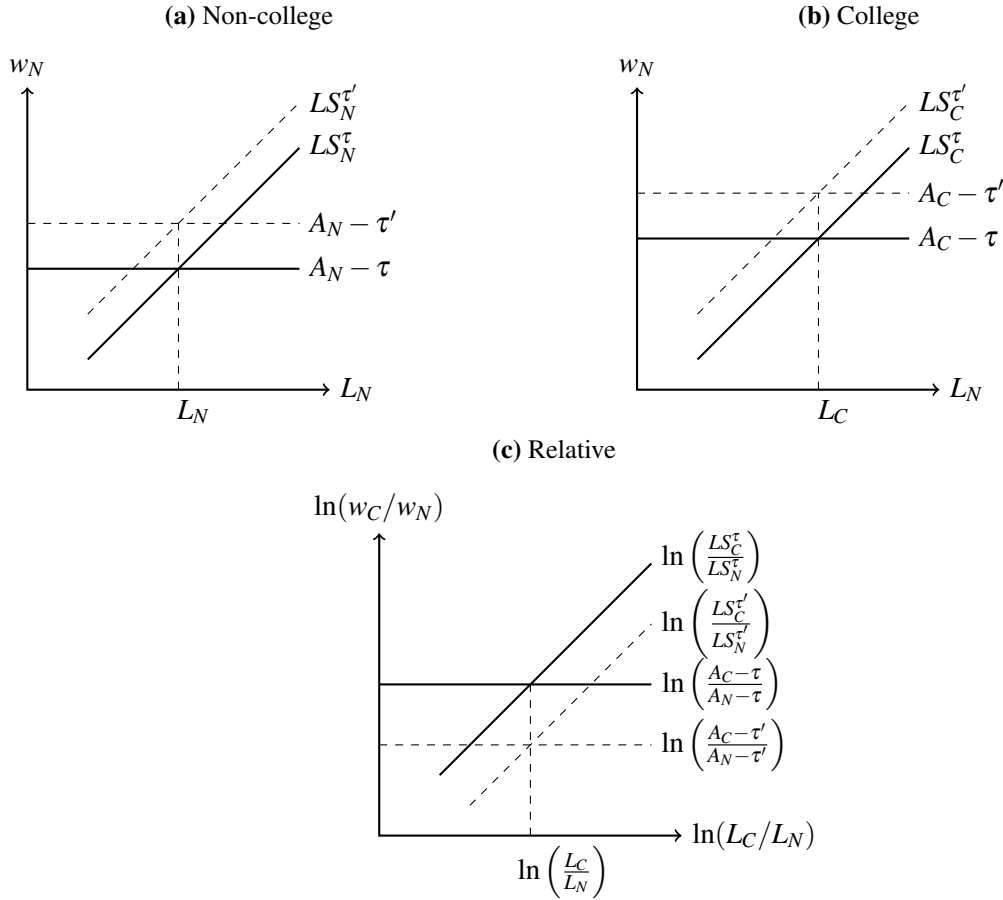 (a) Non-college
w_N
LS_N^{τ'}
LS_N^τ
A_N − τ'
A_N − τ
L_N
L_N
(b) College
w_N
LS_C^{τ'}
LS_C^τ
A_C − τ'
A_C − τ
L_N
L_C
(c) Relative
ln(w_C/w_N)
ln(LS_C^τ/LS_N^τ)
ln(LS_C^{τ'}/LS_N^{τ'})
ln((A_C−τ)/(A_N−τ))
ln((A_C−τ')/(A_N−τ'))
ln(L_C/L_N)
ln(L_C/L_N)